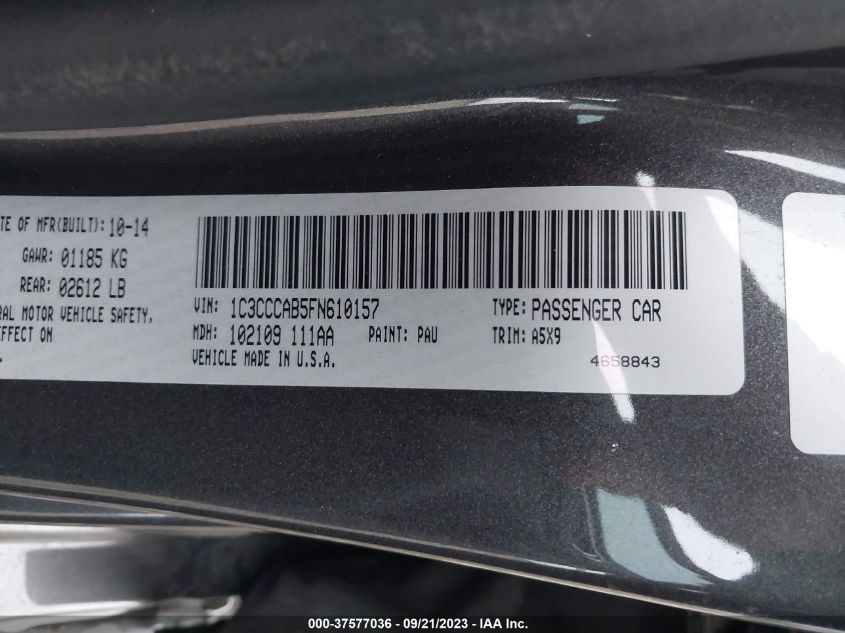 TE OF MFR(BUILT): 10-14
GAWR: 01185 KG
REAR: 02612 LB
RAL MOTOR VEHICLE SAFETY,
EFFECT ON
VIN: 1C3CCCAB5FN610157 TYPE: PASSENGER CAR
MDH: 102109 111AA PAINT: PAU TRIM: A5X9
VEHICLE MADE IN U.S.A. 4658843
000-37577036 - 09/21/2023 - IAA Inc.